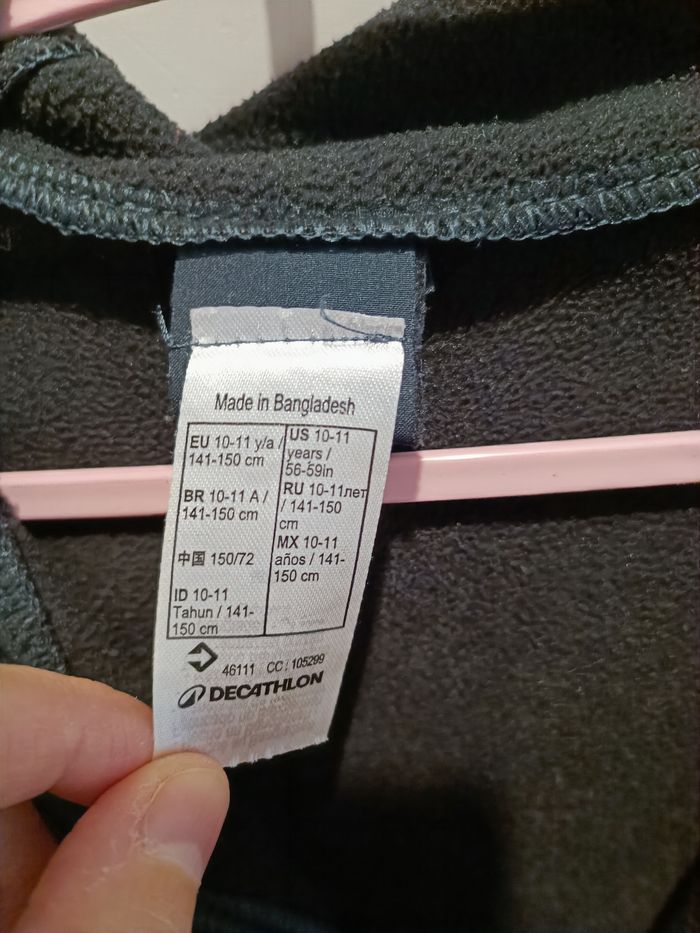 Made in Bangladesh
EU 10-11 y/a /
141-150 cm
BR 10-11 A /
141-150 cm
中国 150/72
ID 10-11
Tahun / 141-
150 cm
US 10-11
years /
56-59in
RU 10-11лет
/ 141-150
cm
MX 10-11
años / 141-
150 cm
46111 CC : 105299
DECATHLON